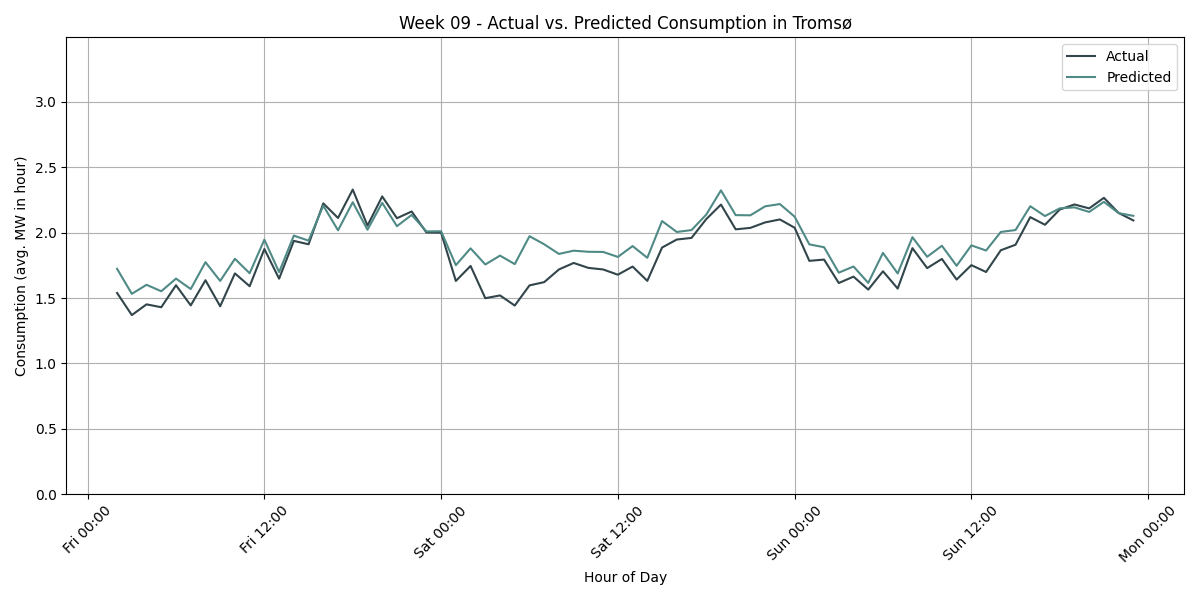 Week 09 - Actual vs. Predicted Consumption in Tromsø
Actual
Predicted
Consumption (avg. MW in hour)
3.0
2.5
2.0
1.5
1.0
0.5
0.0
Fri 00:00
Fri 12:00
Sat 00:00
Sat 12:00
Sun 00:00
Sun 12:00
Mon 00:00
Hour of Day